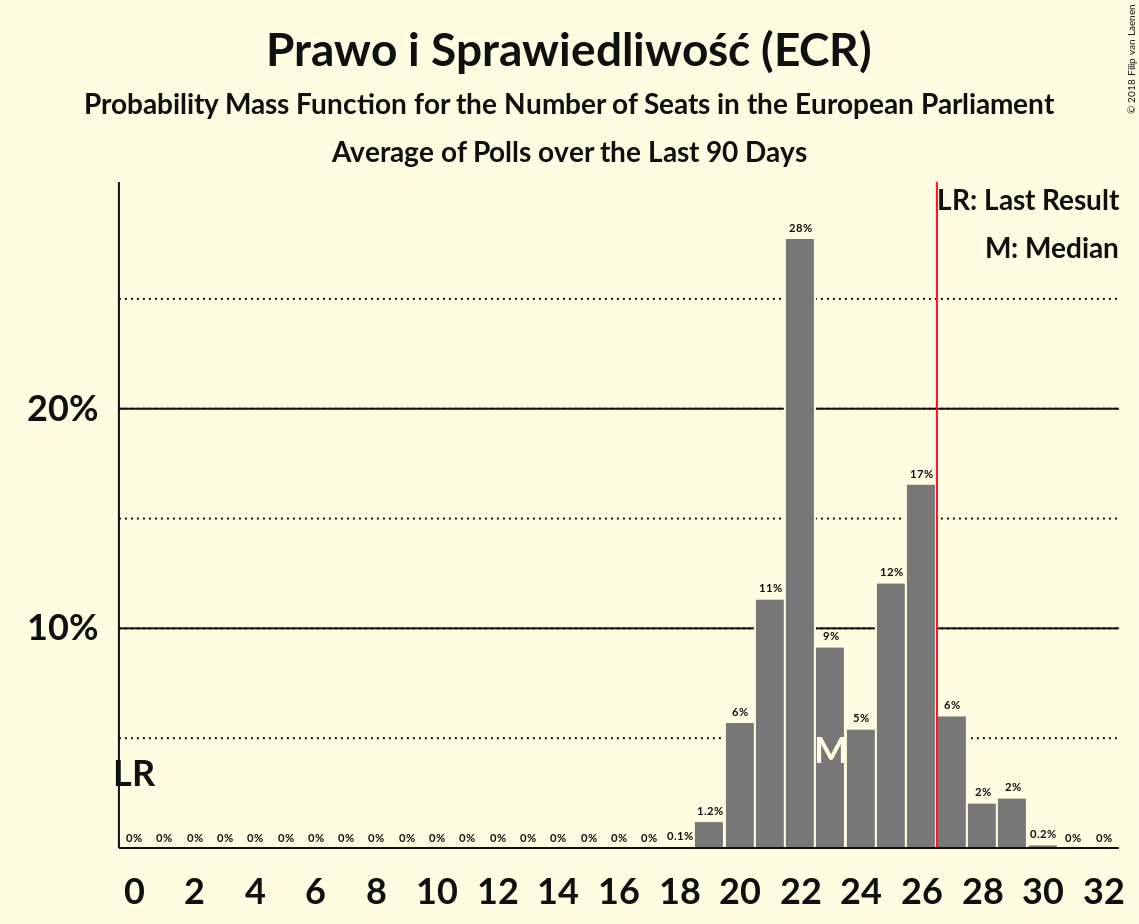 Prawo i Sprawiedliwość (ECR)
Probability Mass Function for the Number of Seats in the European Parliament
Average of Polls over the Last 90 Days
© 2018 Filip van Laenen
LR: Last Result
M: Median
28%
20%
17%
12%
11%
10%
9%
6%
5%
6%
M
LR
2%
2%
1.2%
0% 0% 0% 0% 0% 0% 0% 0% 0% 0% 0% 0% 0% 0% 0% 0% 0% 0% 0.1% 0.2% 0% 0%
0 2 4 6 8 10 12 14 16 18 20 22 24 26 28 30 32